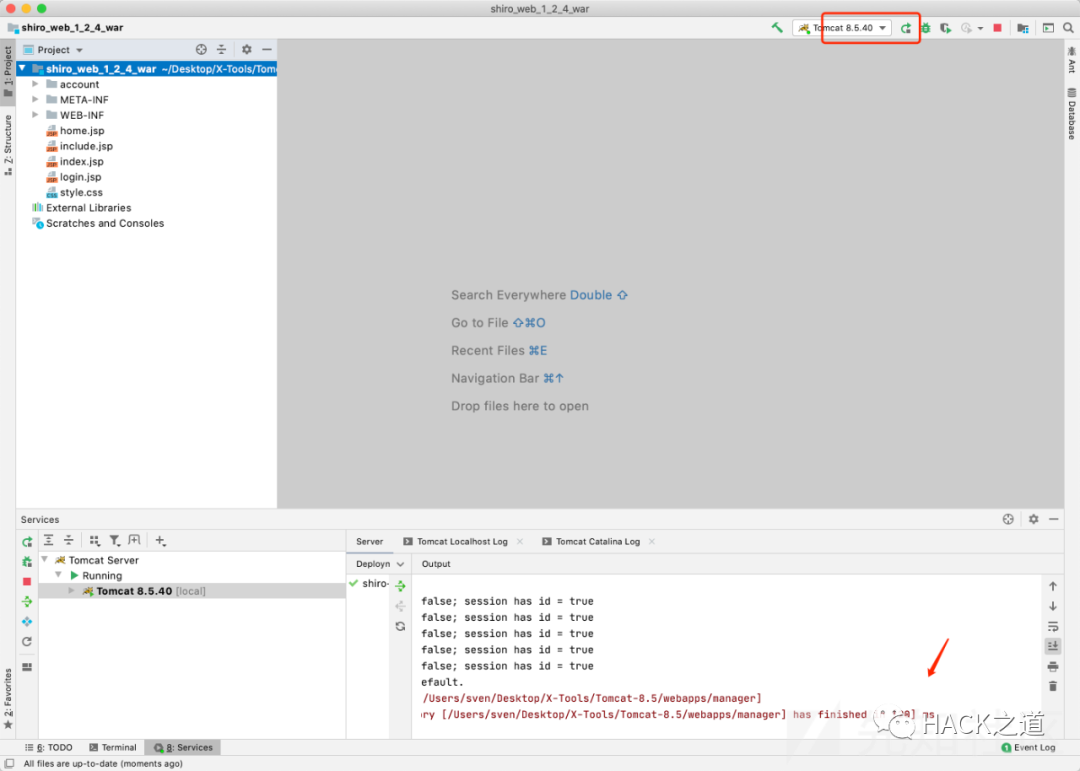 shiro_web_1_2_4_war
shiro_web_1_2_4_war
Tomcat 8.5.40
Project
shiro_web_1_2_4_war ~/Desktop/X-Tools/Tom
account
META-INF
WEB-INF
home.jsp
include.jsp
index.jsp
login.jsp
style.css
External Libraries
Scratches and Consoles
1: Project
Z: Structure
2: Favorites
Ant
Database
Search Everywhere Double ⇧
Go to File ⇧⌘O
Recent Files ⌘E
Navigation Bar ⌘↑
Drop files here to open
Services
Tomcat Server
Running
Tomcat 8.5.40 [local]
Server
Tomcat Localhost Log
Tomcat Catalina Log
Deployn
Output
shiro-
false; session has id = true
false; session has id = true
false; session has id = true
false; session has id = true
false; session has id = true
efault.
/Users/sven/Desktop/X-Tools/Tomcat-8.5/webapps/manager]
ory [/Users/sven/Desktop/X-Tools/Tomcat-8.5/webapps/manager] has finished ms
HACK之道
6: TODO
Terminal
8: Services
1 Event Log
All files are up-to-date (moments ago)